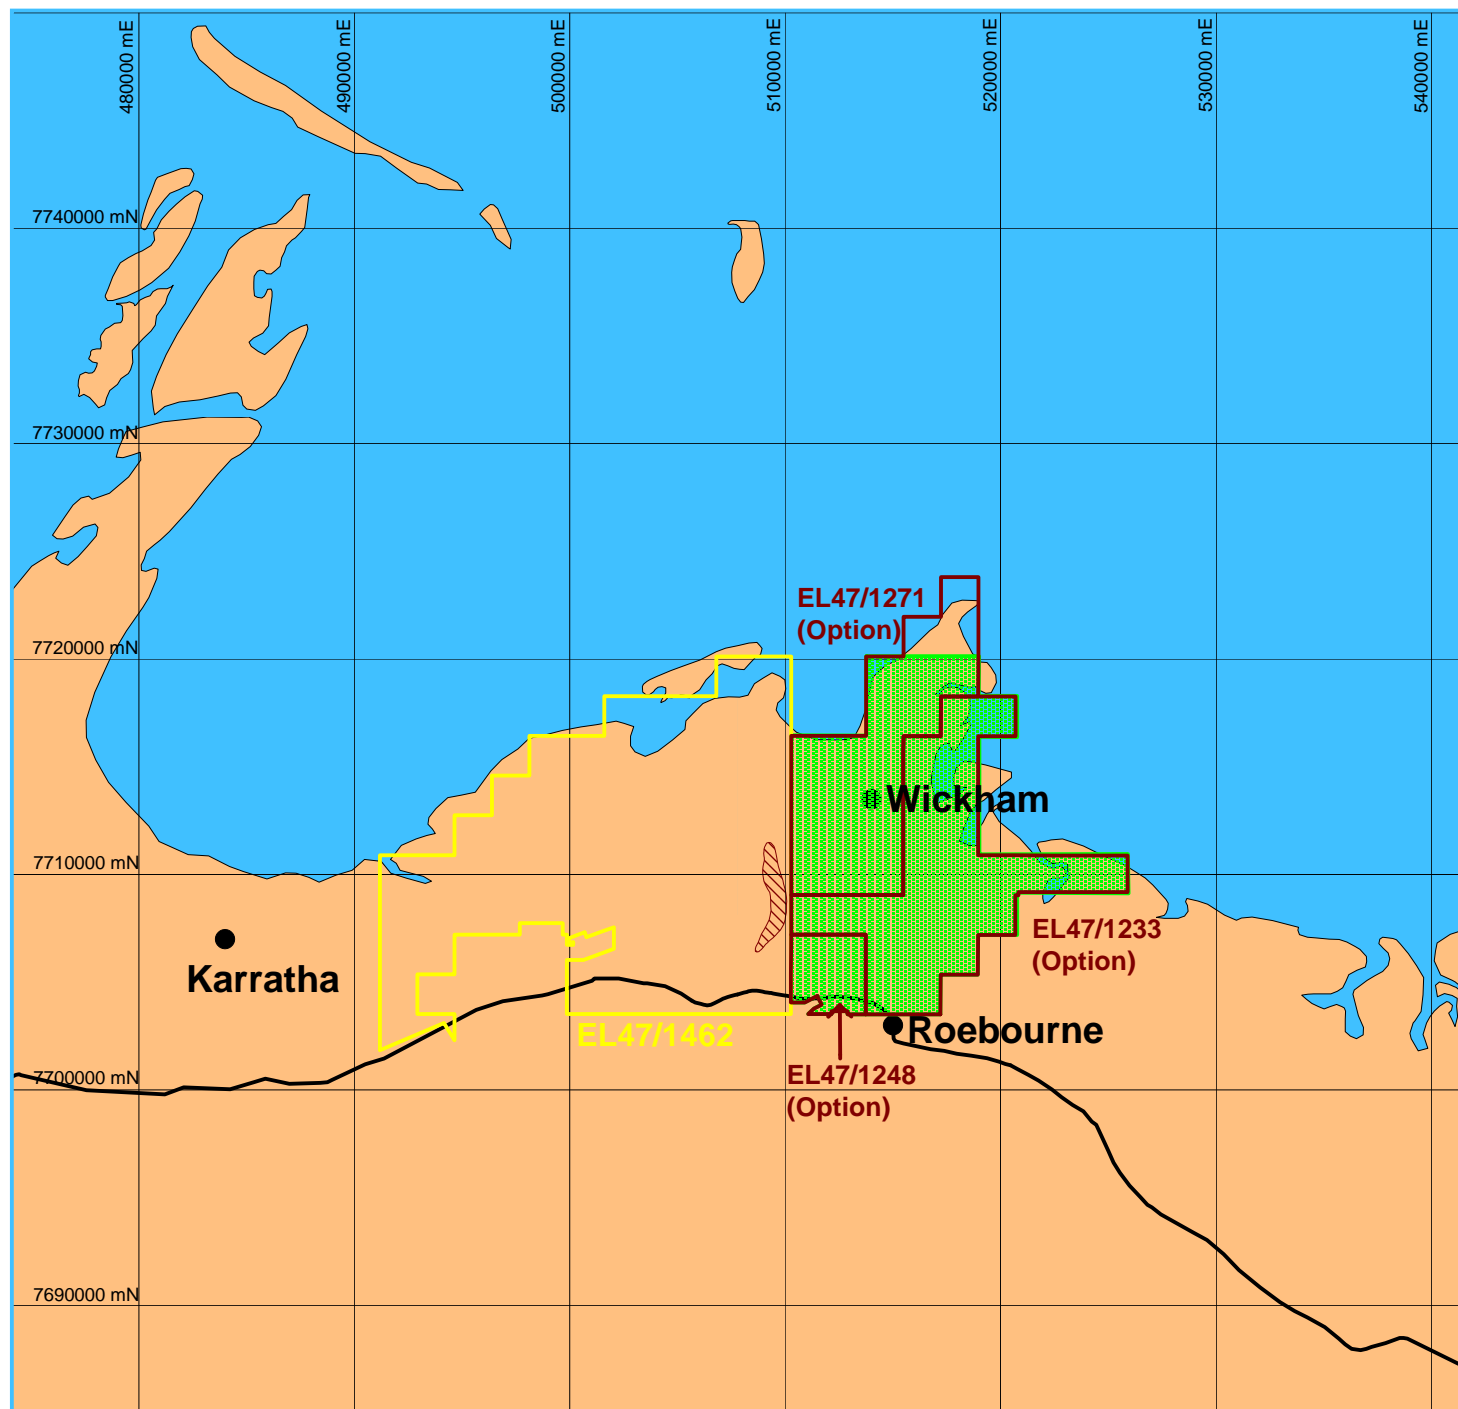 480000 mE
490000 mE
500000 mE
510000 mE
520000 mE
530000 mE
540000 mE
7740000 mN
7730000 mN
EL47/1271
(Option)
7720000 mN
Wickham
7710000 mN
EL47/1233
(Option)
Karratha
Roebourne
EL47/1462
EL47/1248
(Option)
7700000 mN
7690000 mN